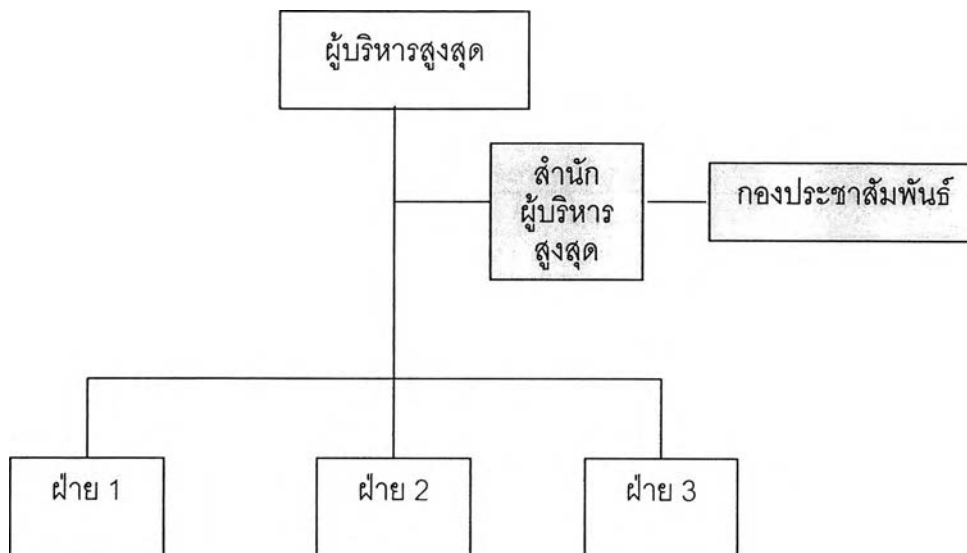 ผู้บริหารสูงสุด
สำนัก
ผู้บริหาร
สูงสุด
กองประชาสัมพันธ์
ฝ่าย 1
ฝ่าย 2
ฝ่าย 3